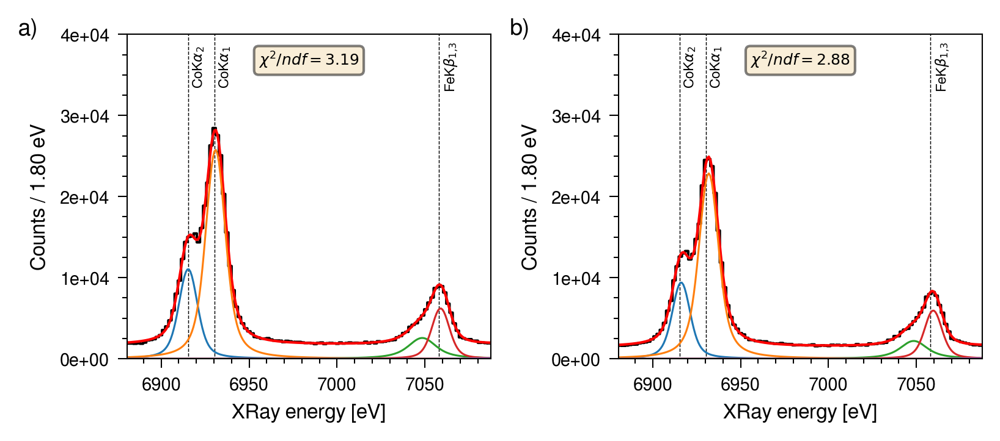 a)
4e+04
3e+04
2e+04
1e+04
0e+00
Counts / 1.80 eV
CoKα₂
CoKα₁
χ²/ndf = 3.19
FeKβ₁,₃
6900
6950
7000
7050
XRay energy [eV]
b)
4e+04
3e+04
2e+04
1e+04
0e+00
Counts / 1.80 eV
CoKα₂
CoKα₁
χ²/ndf = 2.88
FeKβ₁,₃
6900
6950
7000
7050
XRay energy [eV]